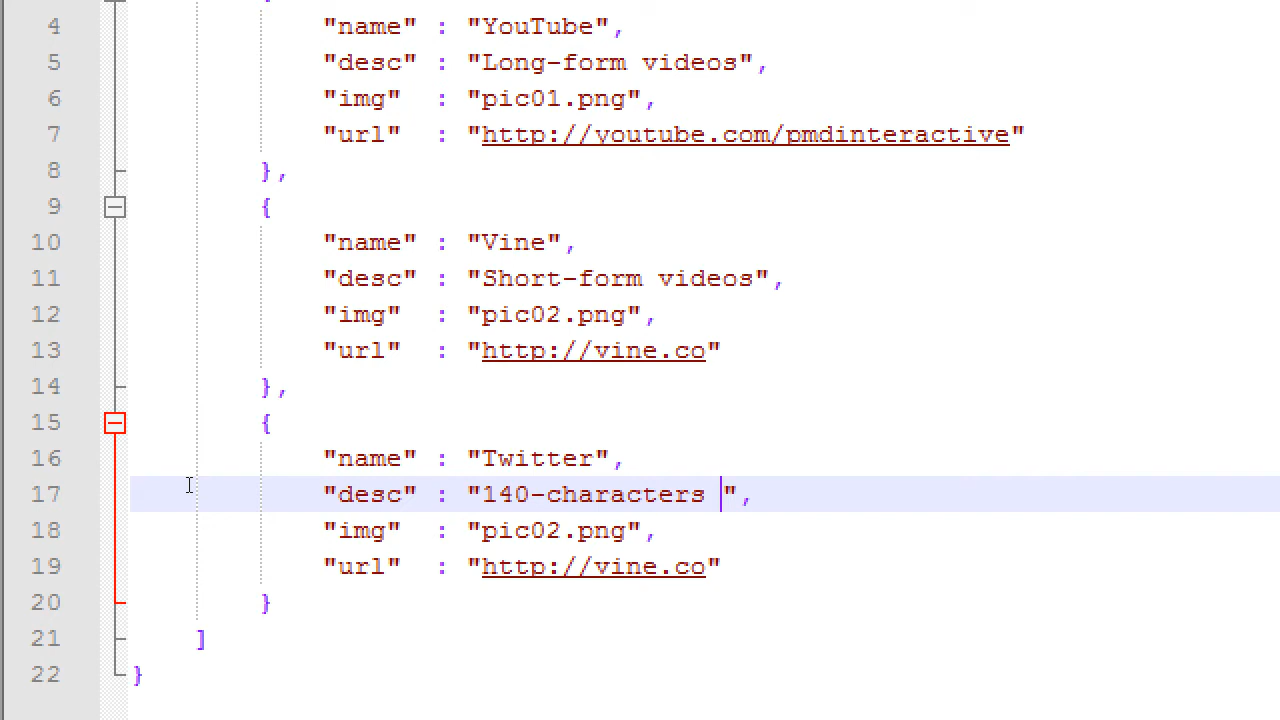 4 "name" : "YouTube",
5 "desc" : "Long-form videos",
6 "img" : "pic01.png",
7 "url" : "http://youtube.com/pmdinteractive"
8 },
9 {
10 "name" : "Vine",
11 "desc" : "Short-form videos",
12 "img" : "pic02.png",
13 "url" : "http://vine.co"
14 },
15 {
16 "name" : "Twitter",
17 "desc" : "140-characters ",
18 "img" : "pic02.png",
19 "url" : "http://vine.co"
20 }
21 ]
22 }